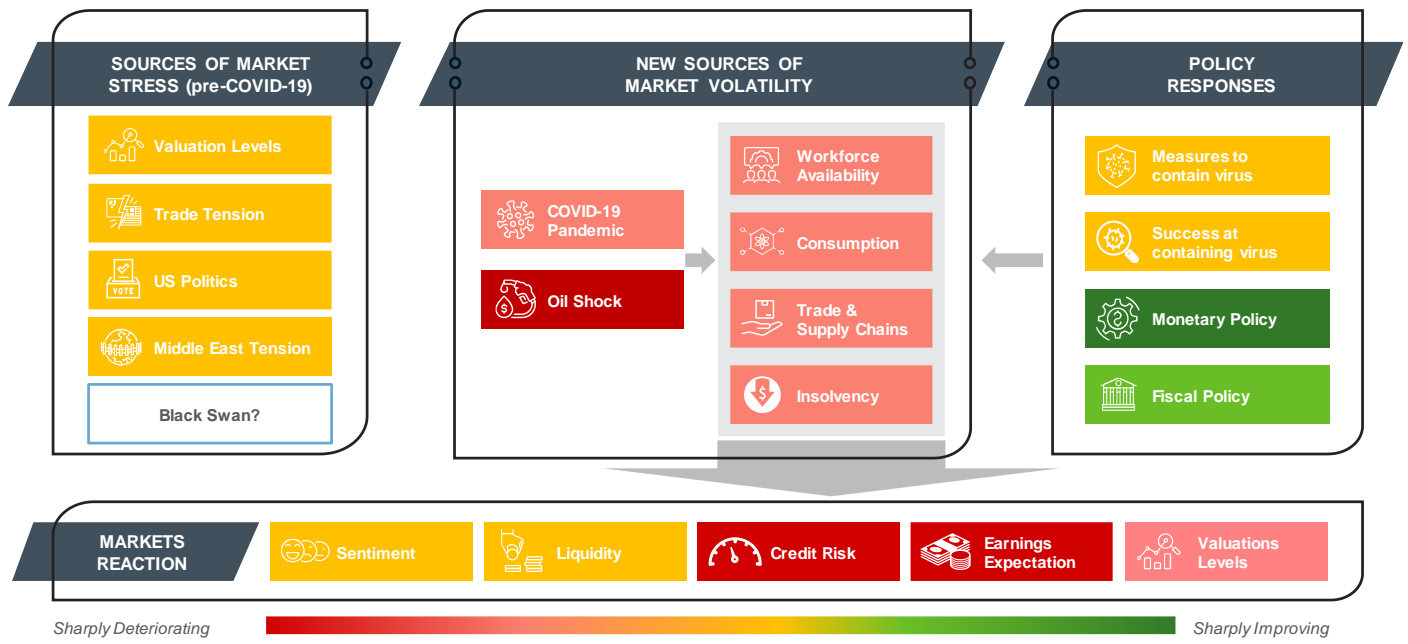 SOURCES OF MARKET
STRESS (pre-COVID-19)
Valuation Levels
Trade Tension
VOTE
US Politics
Middle East Tension
Black Swan?
NEW SOURCES OF
MARKET VOLATILITY
COVID-19
Pandemic
$
Oil Shock
Workforce
Availability
Consumption
Trade &
Supply Chains
$
Insolvency
POLICY
RESPONSES
Measures to
contain virus
Success at
containing virus
$
Monetary Policy
Fiscal Policy
MARKETS
REACTION
Sentiment
Liquidity
Credit Risk
Earnings
Expectation
Valuations
Levels
Sharply Deteriorating
Sharply Improving